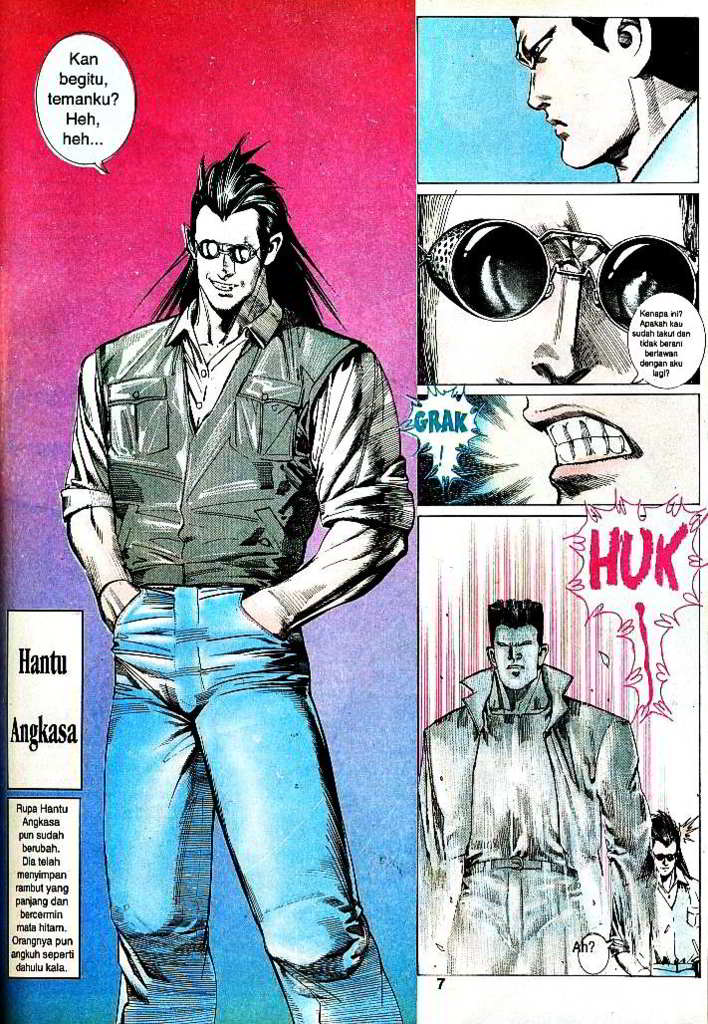 Kan
begitu,
temanku?
Heh,
heh...
Hantu
Angkasa
Rupa Hantu
Angkasa
pun sudah
berubah.
Dia telah
menyimpan
rambut yang
panjang dan
bercermin
mata hitam.
Orangnya pun
angkuh seperti
dahulu kala.
Kenapa ini?
Apakah kau
sudah takut dan
tidak berani
berlawan
dengan aku
lagi?
GRAK
!
HUK
!
Ah?
7